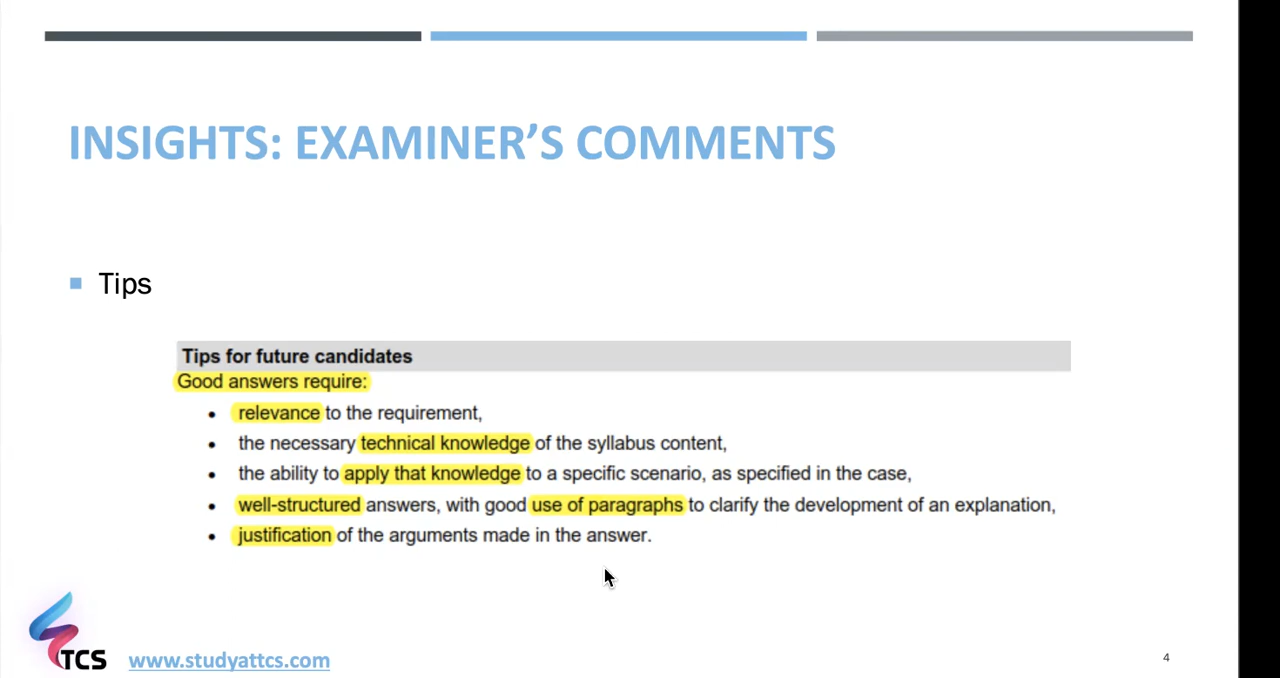 INSIGHTS: EXAMINER’S COMMENTS
Tips
Tips for future candidates
Good answers require:
relevance to the requirement,
the necessary technical knowledge of the syllabus content,
the ability to apply that knowledge to a specific scenario, as specified in the case,
well-structured answers, with good use of paragraphs to clarify the development of an explanation,
justification of the arguments made in the answer.
TCS
www.studyattcs.com
4